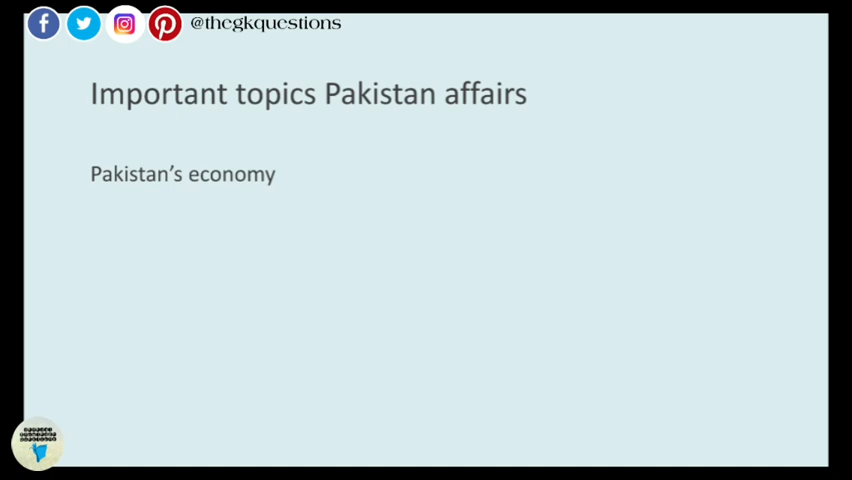 @thegkquestions
Important topics Pakistan affairs
Pakistan's economy